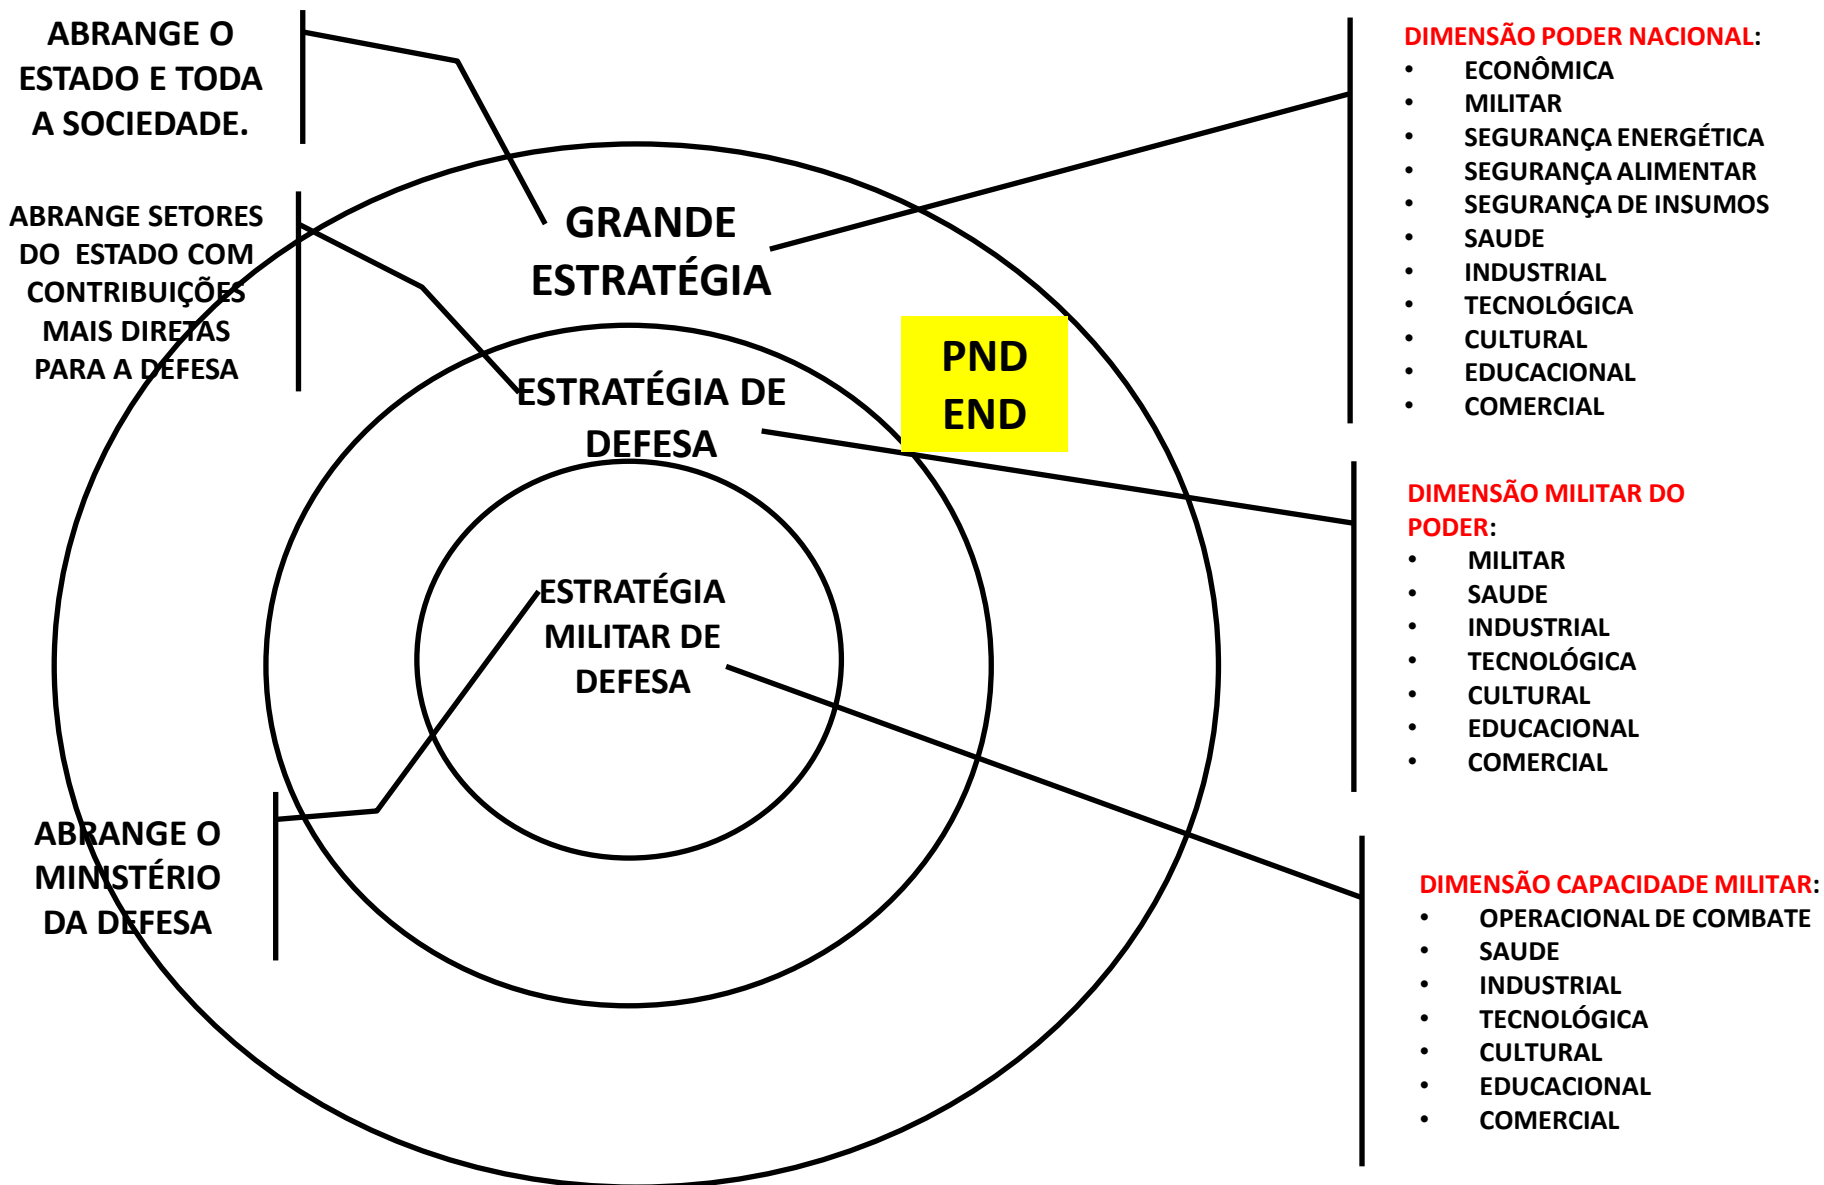 ABRANGE O
ESTADO E TODA
A SOCIEDADE.
ABRANGE SETORES
DO ESTADO COM
CONTRIBUIÇÕES
MAIS DIRETAS
PARA A DEFESA
ABRANGE O
MINISTÉRIO
DA DEFESA
GRANDE
ESTRATÉGIA
PND
END
ESTRATÉGIA DE
DEFESA
ESTRATÉGIA
MILITAR DE
DEFESA
DIMENSÃO PODER NACIONAL:
• ECONÔMICA
• MILITAR
• SEGURANÇA ENERGÉTICA
• SEGURANÇA ALIMENTAR
• SEGURANÇA DE INSUMOS
• SAUDE
• INDUSTRIAL
• TECNOLÓGICA
• CULTURAL
• EDUCACIONAL
• COMERCIAL
DIMENSÃO MILITAR DO
PODER:
• MILITAR
• SAUDE
• INDUSTRIAL
• TECNOLÓGICA
• CULTURAL
• EDUCACIONAL
• COMERCIAL
DIMENSÃO CAPACIDADE MILITAR:
• OPERACIONAL DE COMBATE
• SAUDE
• INDUSTRIAL
• TECNOLÓGICA
• CULTURAL
• EDUCACIONAL
• COMERCIAL